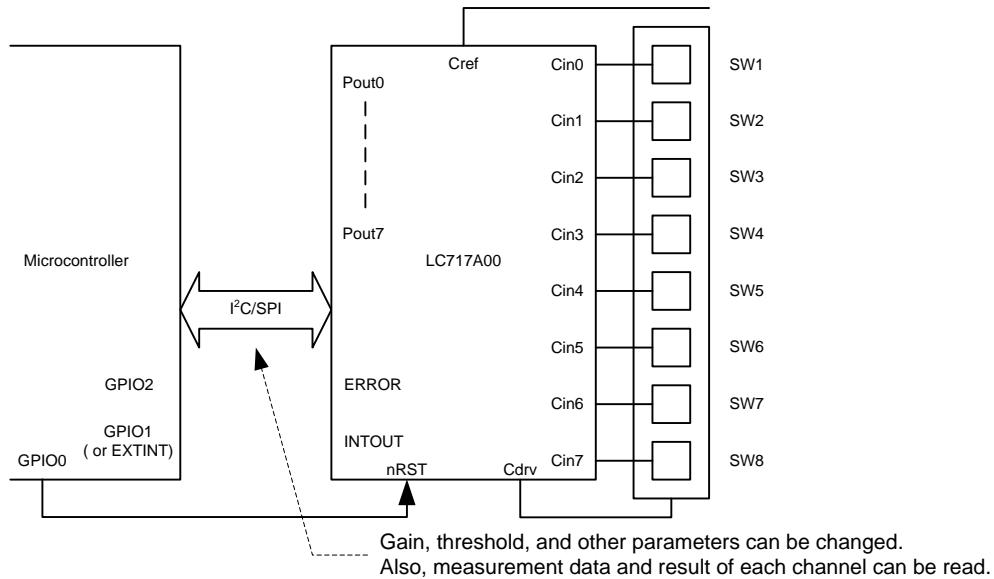 Cref
Pout0
Pout7
Microcontroller
LC717A00
I²C/SPI
GPIO2
GPIO1
( or EXTINT)
GPIO0
ERROR
INTOUT
nRST
Cdrv
Cin0
Cin1
Cin2
Cin3
Cin4
Cin5
Cin6
Cin7
SW1
SW2
SW3
SW4
SW5
SW6
SW7
SW8
Gain, threshold, and other parameters can be changed.
Also, measurement data and result of each channel can be read.